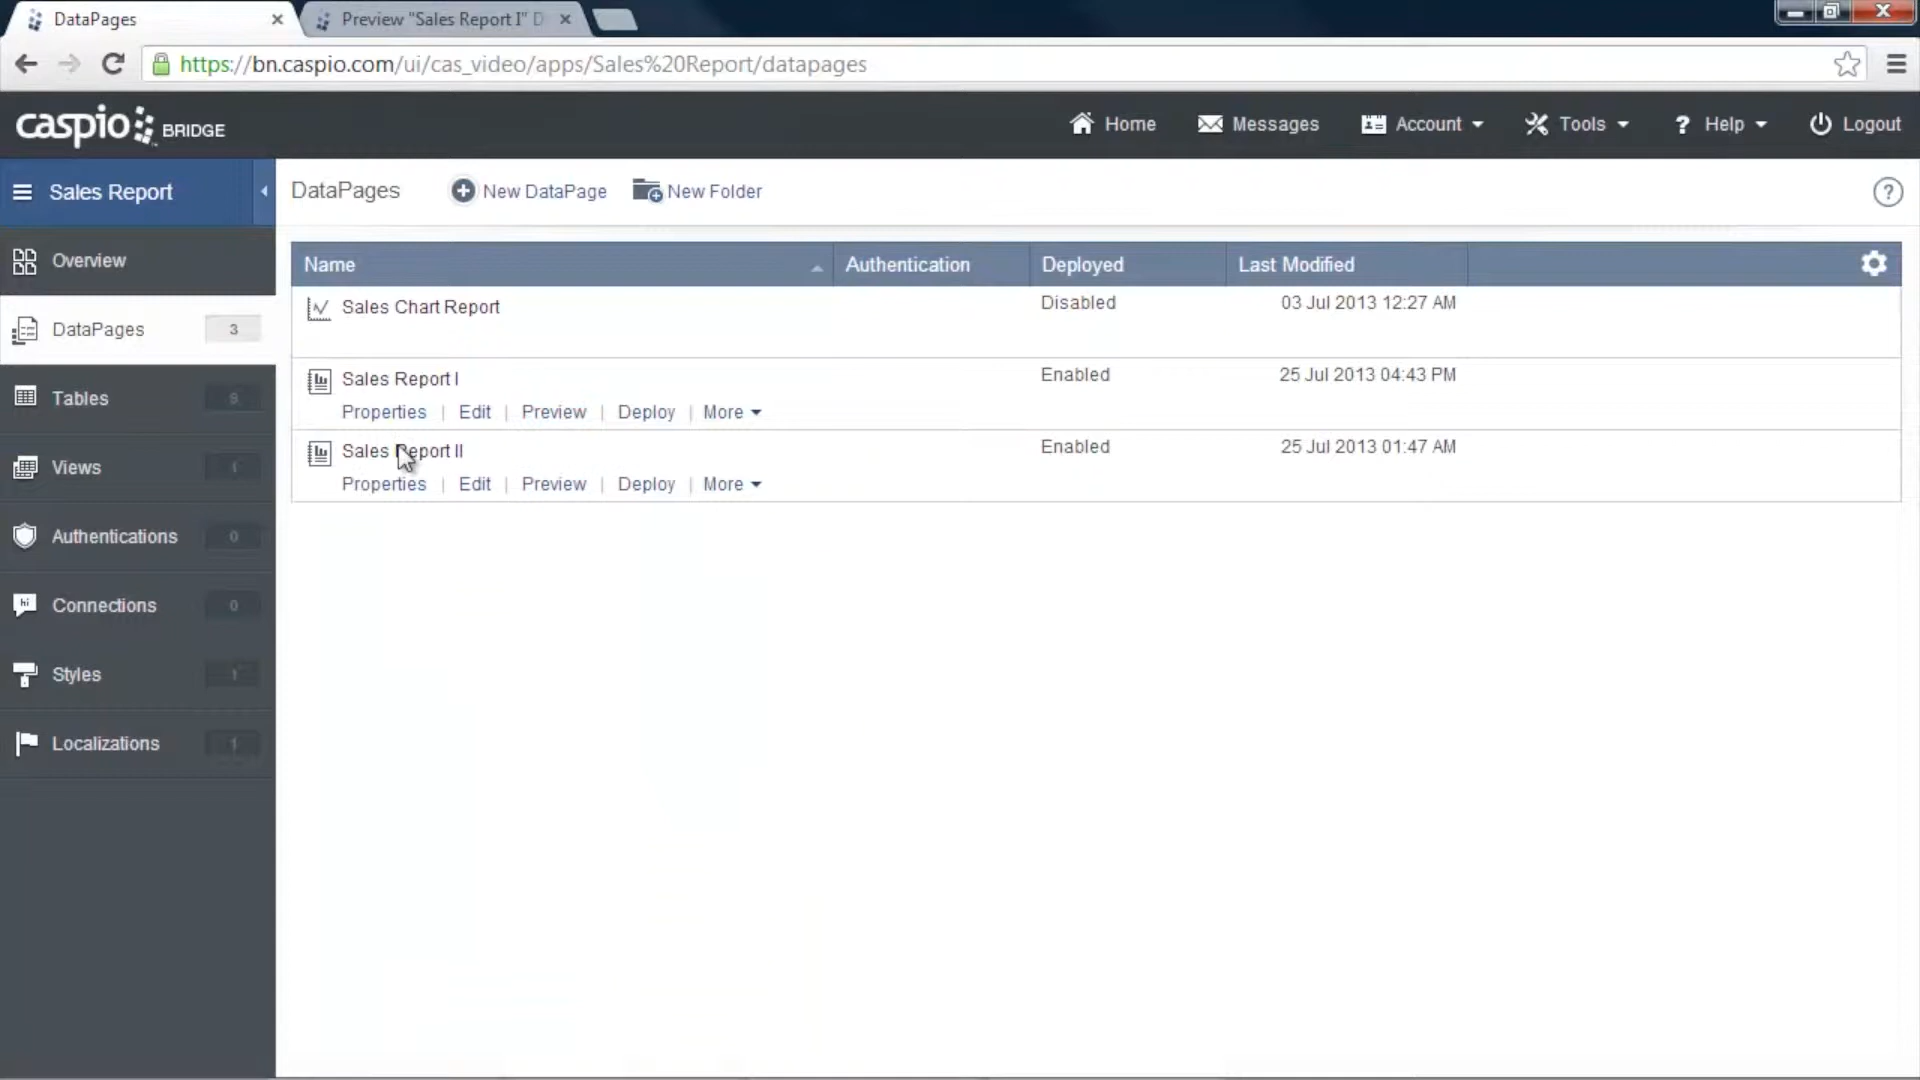 DataPages
Preview "Sales Report I" D
https://bn.caspio.com/ui/cas_video/apps/Sales%20Report/datapages
caspio BRIDGE
Home
Messages
Account
Tools
? Help
Logout
Sales Report
DataPages
New DataPage
New Folder
?
Overview
DataPages 3
Tables
Views
Authentications 0
Connections 0
Styles 1
Localizations 1
Name Authentication Deployed Last Modified
Sales Chart Report Disabled 03 Jul 2013 12:27 AM
Sales Report I Enabled 25 Jul 2013 04:43 PM
Properties | Edit | Preview | Deploy | More
Sales Report II Enabled 25 Jul 2013 01:47 AM
Properties | Edit | Preview | Deploy | More